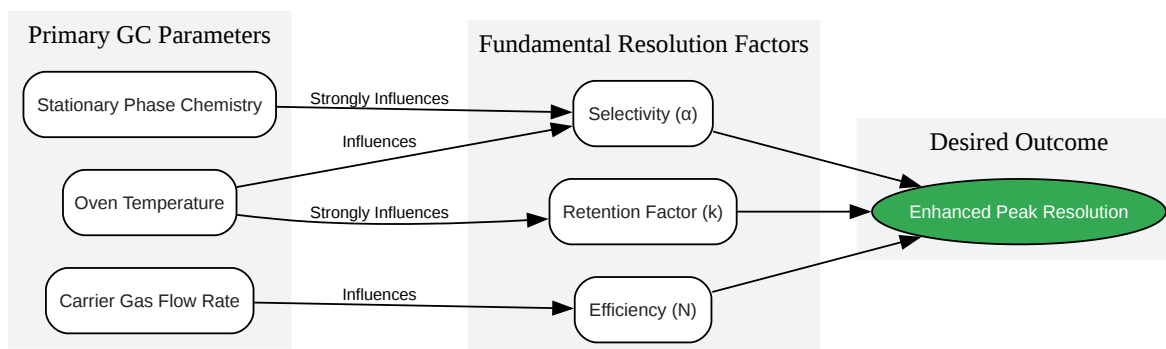 Primary GC Parameters
Stationary Phase Chemistry
Oven Temperature
Carrier Gas Flow Rate
Strongly Influences
Influences
Strongly Influences
Influences
Fundamental Resolution Factors
Selectivity (α)
Retention Factor (k)
Efficiency (N)
Desired Outcome
Enhanced Peak Resolution